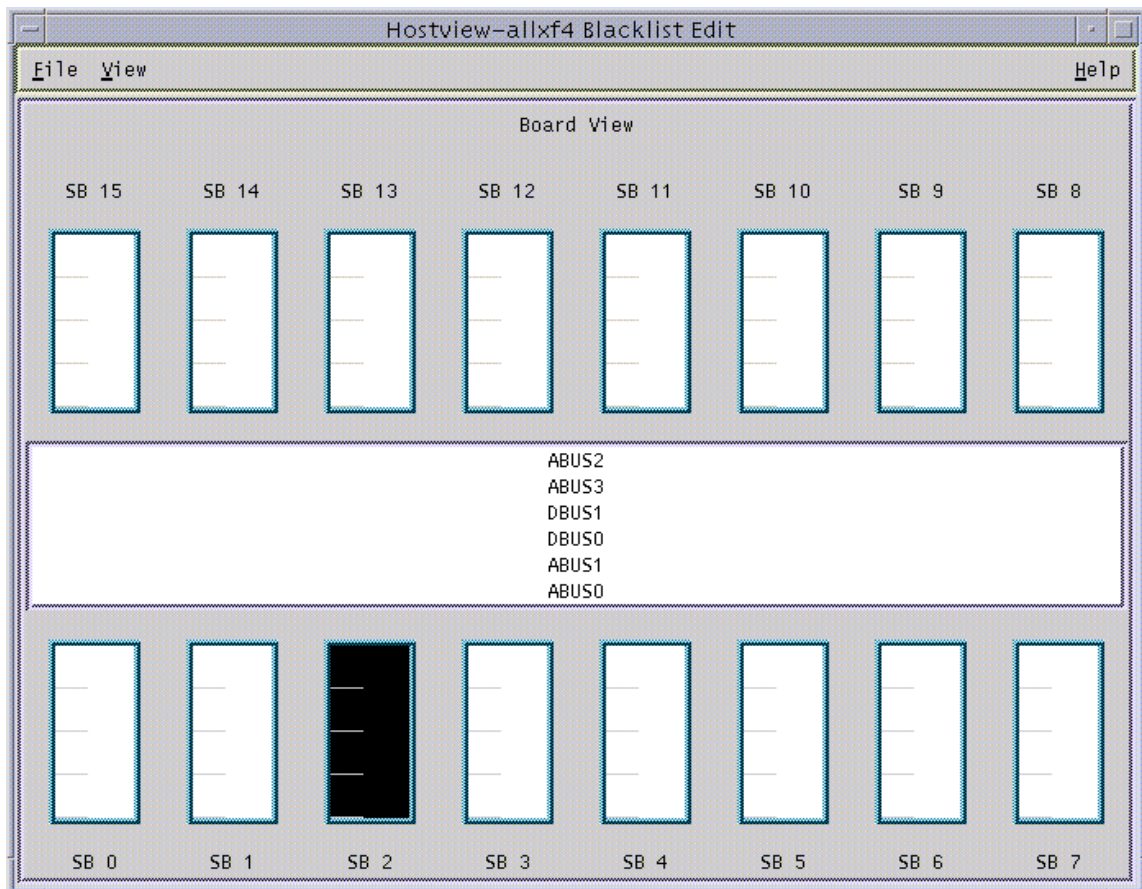 Hostview-allxf4 Blacklist Edit
File View Help
Board View
SB 15 SB 14 SB 13 SB 12 SB 11 SB 10 SB 9 SB 8
ABUS2
ABUS3
DBUS1
DBUS0
ABUS1
ABUS0
SB 0 SB 1 SB 2 SB 3 SB 4 SB 5 SB 6 SB 7